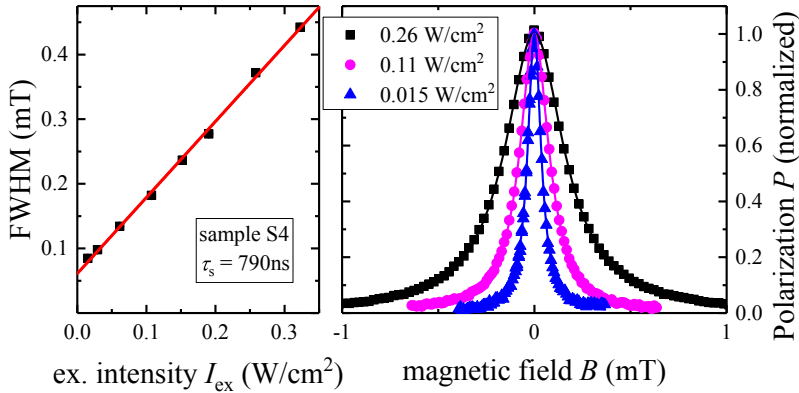 FWHM (mT)
0.4
0.3
0.2
0.1
0.0
0.1
0.2
0.3
ex. intensity I_ex (W/cm²)
sample S4
τ_s = 790ns
0.26 W/cm²
0.11 W/cm²
0.015 W/cm²
-1
0
1
magnetic field B (mT)
1.0
0.8
0.6
0.4
0.2
0.0
Polarization P (normalized)